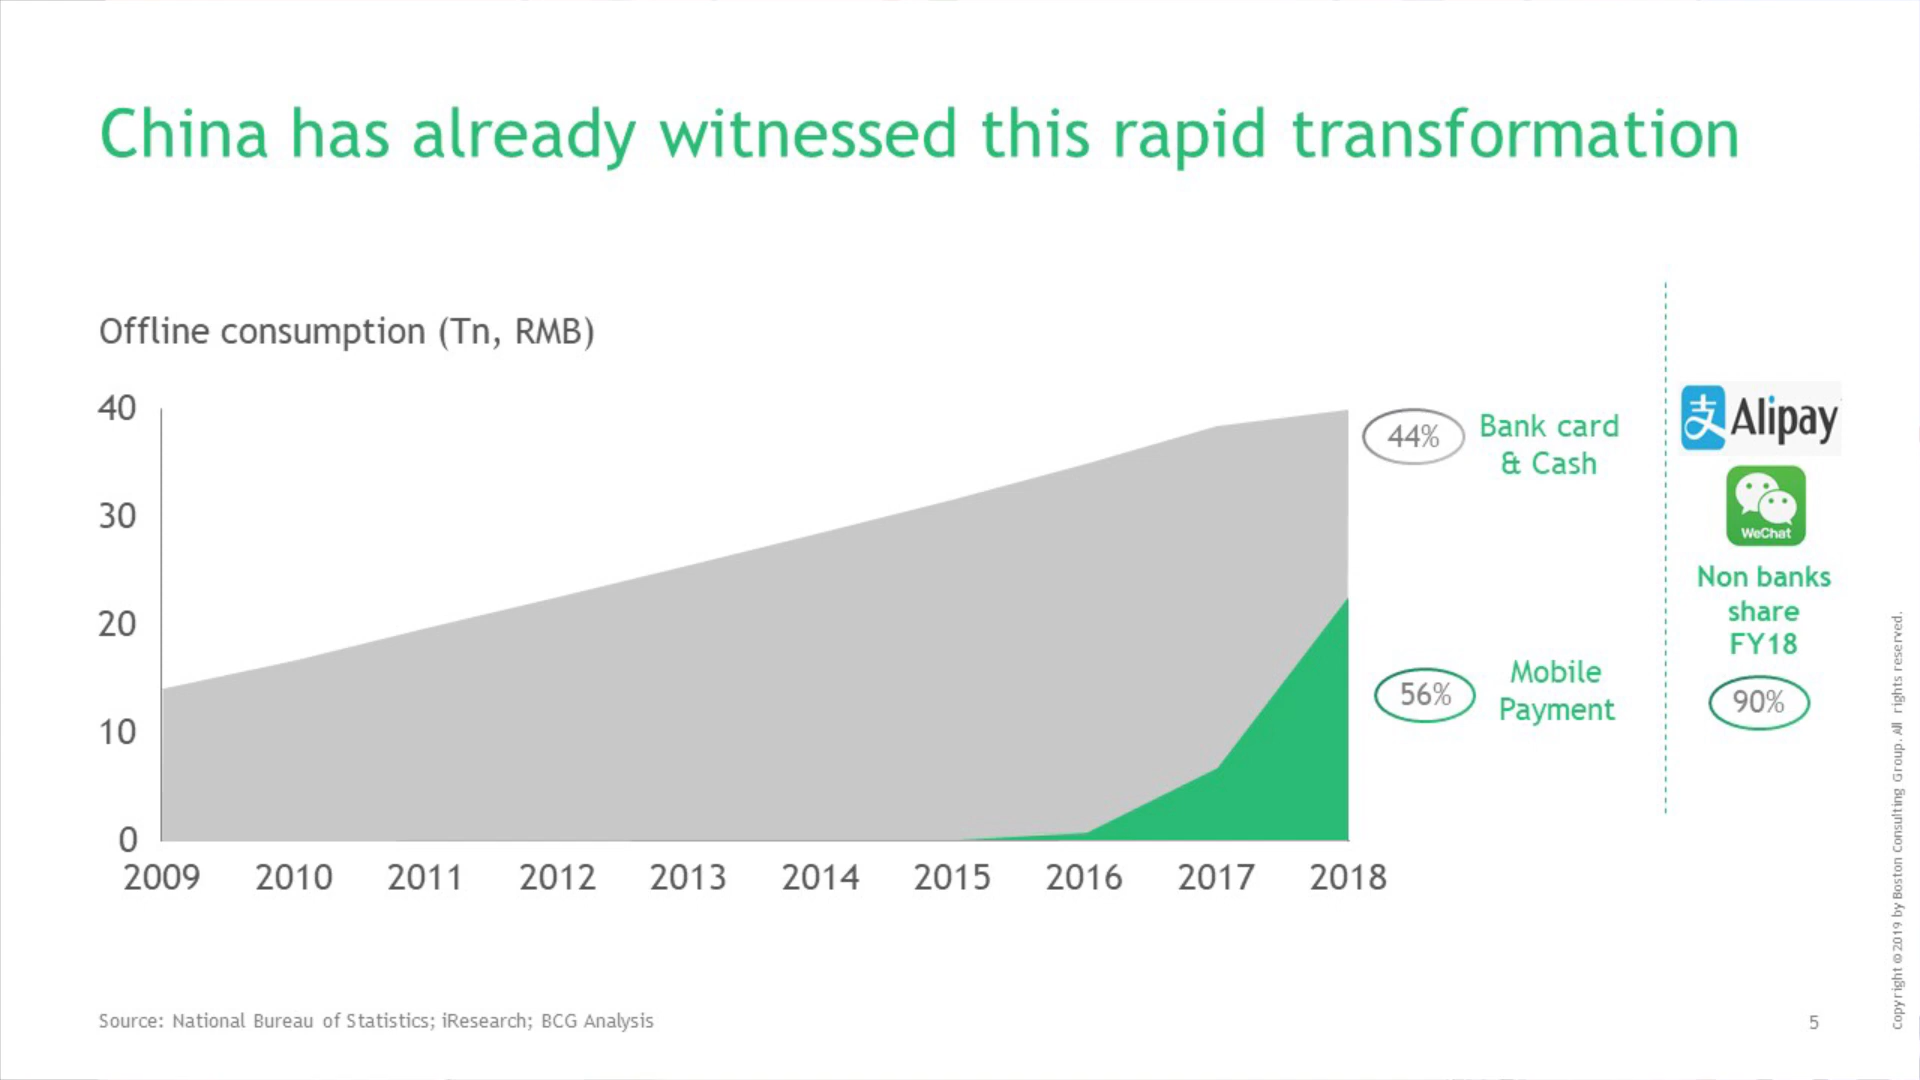 China has already witnessed this rapid transformation
Offline consumption (Tn, RMB)
40
30
20
10
0
2009 2010 2011 2012 2013 2014 2015 2016 2017 2018
44%
Bank card
& Cash
56%
Mobile
Payment
支 Alipay
WeChat
Non banks
share
FY18
90%
Source: National Bureau of Statistics; iResearch; BCG Analysis
5
Copyright © 2019 by Boston Consulting Group. All rights reserved.